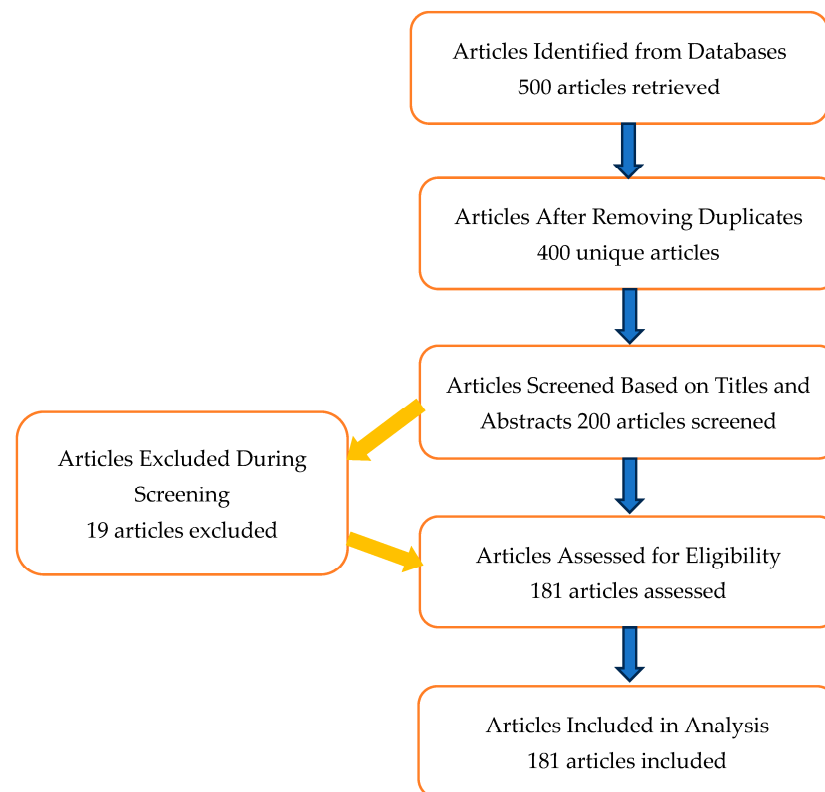 Articles Identified from Databases
500 articles retrieved
Articles After Removing Duplicates
400 unique articles
Articles Screened Based on Titles and
Abstracts 200 articles screened
Articles Excluded During
Screening
19 articles excluded
Articles Assessed for Eligibility
181 articles assessed
Articles Included in Analysis
181 articles included